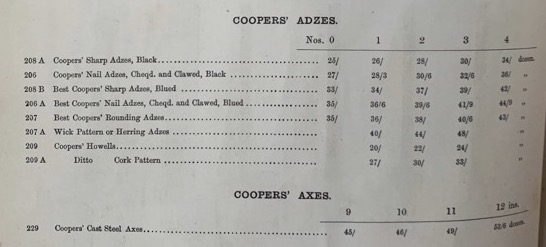 COOPERS' ADZES.
Nos. 0 1 2 3 4
208 A Coopers' Sharp Adzes, Black 25/ 26/ 28/ 30/ 34/ dozen.
206 Coopers' Nail Adzes, Cheqd. and Clawed, Black 27/ 28/3 30/6 32/6 36/ "
208 B Best Coopers' Sharp Adzes, Blued 33/ 34/ 37/ 39/ 42/ "
206 A Best Coopers' Nail Adzes, Cheqd. and Clawed, Blued 35/ 36/6 39/6 41/9 44/9 "
207 Best Coopers' Rounding Adzes 35/ 36/ 38/ 40/6 43/ "
207 A Wick Pattern or Herring Adzes 40/ 44/ 48/ "
209 Coopers' Howells 20/ 22/ 24/ "
209 A Ditto Cork Pattern 27/ 30/ 33/ "
COOPERS' AXES.
9 10 11 12 ins.
229 Coopers' Cast Steel Axes 45/ 46/ 49/ 52/6 dozen.